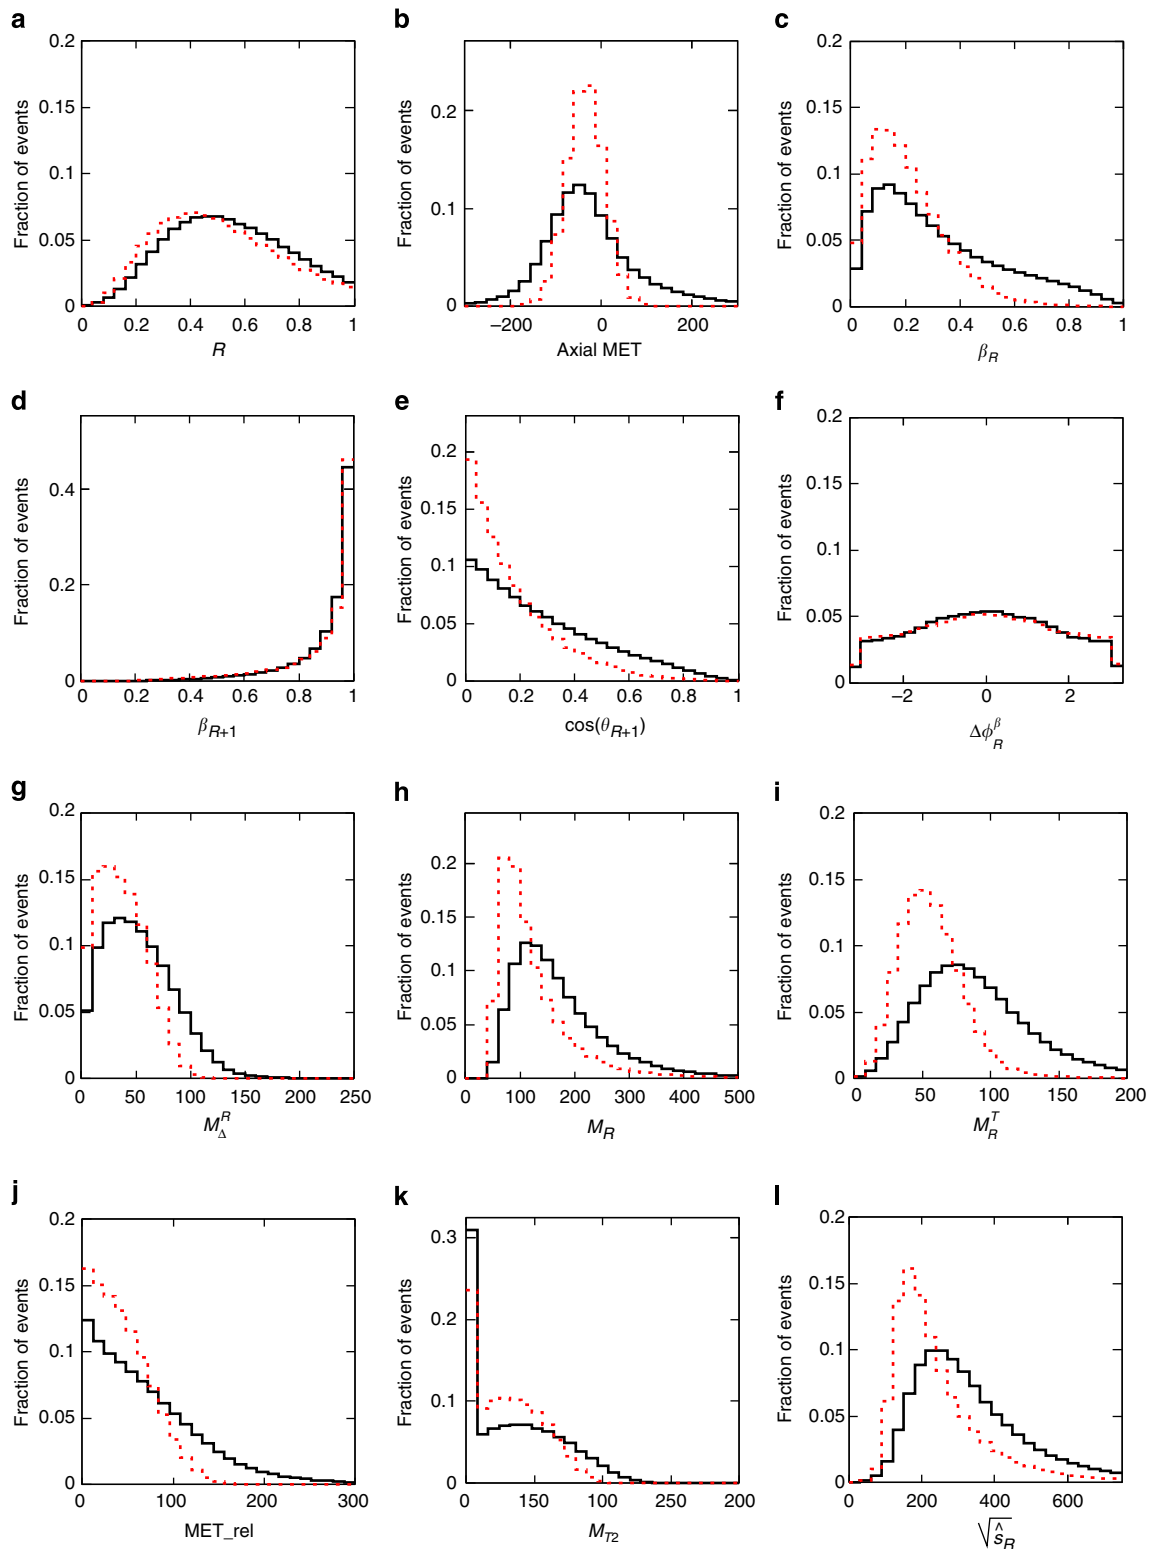 a
0.2
0.15
0.1
0.05
0
Fraction of events
0 0.2 0.4 0.6 0.8 1
R
b
0.2
0.1
0
Fraction of events
−200 0 200
Axial MET
c
0.2
0.15
0.1
0.05
0
Fraction of events
0 0.2 0.4 0.6 0.8 1
β_R
d
0.4
0.2
0
Fraction of events
0 0.2 0.4 0.6 0.8 1
β_{R+1}
e
0.2
0.15
0.1
0.05
0
Fraction of events
0 0.2 0.4 0.6 0.8 1
cos(θ_{R+1})
f
0.2
0.15
0.1
0.05
0
Fraction of events
−2 0 2
Δϕ_R^β
g
0.2
0.15
0.1
0.05
0
Fraction of events
0 50 100 150 200 250
M_Δ^R
h
0.2
0.15
0.1
0.05
0
Fraction of events
0 100 200 300 400 500
M_R
i
0.2
0.15
0.1
0.05
0
Fraction of events
0 50 100 150 200
M_R^T
j
0.2
0.15
0.1
0.05
0
Fraction of events
0 100 200 300
MET_rel
k
0.3
0.2
0.1
0
Fraction of events
0 150 100 250 200
M_{T2}
l
0.2
0.15
0.1
0.05
0
Fraction of events
0 200 400 600
√ŝ_R